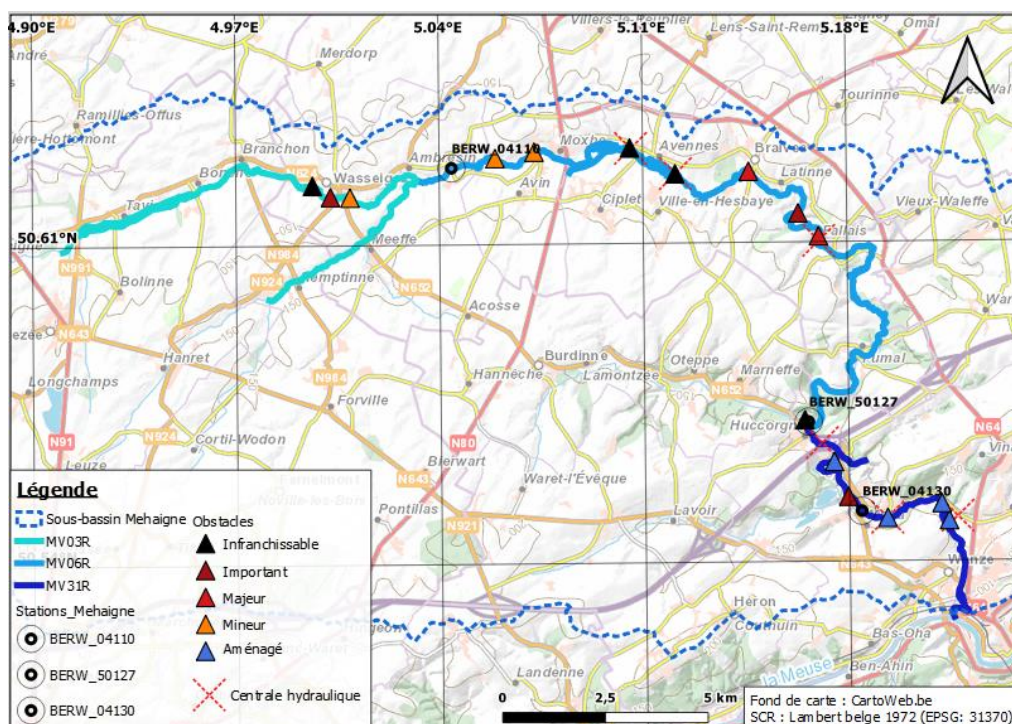 4.90°E 4.97°E 5.04°E 5.11°E 5.18°E
Lens-Saint-Remy
Omal
Merdorp
Tourinne
Ramillies-Offus
Branchon
BERW_04110
Ambresin
Moxhe
Avennes
Braives
Wasseige
Latinne
Avin
Ciplet
Ville-en-Hesbaye
Vieux-Waleffe
Meeffe
50.61°N
N991
N984
N924
N652
Bolinne
Acosse
N643
Burdinne
Oteppe
Fumal
Hanret
Hannêche
Lamontzée
Marneffe
N652
Longchamps
N984
Forville
BERW_50127
Huccorgne
N64
N91
N924
Cortil-Wodon
N80
Leuze
Bierwart
Waret-l'Évêque
N643
BERW_04130
Pontillas
N921
Lavoir
Wanze
N643
Héron
Couthuin
Bas-Oha
Landenne
la Meuse
Ben-Ahin
Légende
Sous-bassin Mehaigne
MV03R
MV06R
MV31R
Stations_Mehaigne
BERW_04110
BERW_50127
BERW_04130
Obstacles
Infranchissable
Important
Majeur
Mineur
Aménagé
Centrale hydraulique
0 2,5 5 km
Fond de carte : CartoWeb.be
SCR : Lambert belge 1972 (EPSG: 31370)